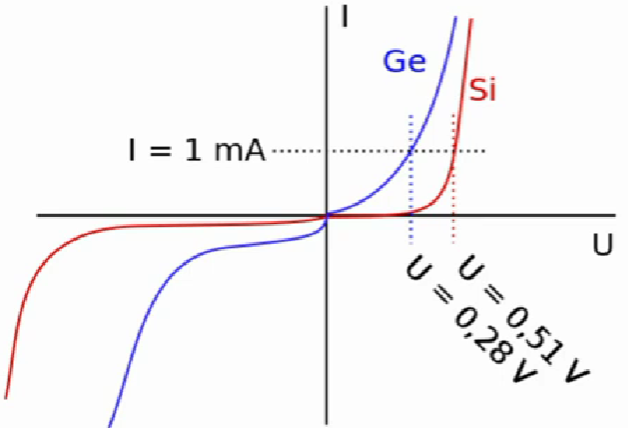 I
Ge
Si
I = 1 mA
U
U = 0,28 V
U = 0,51 V